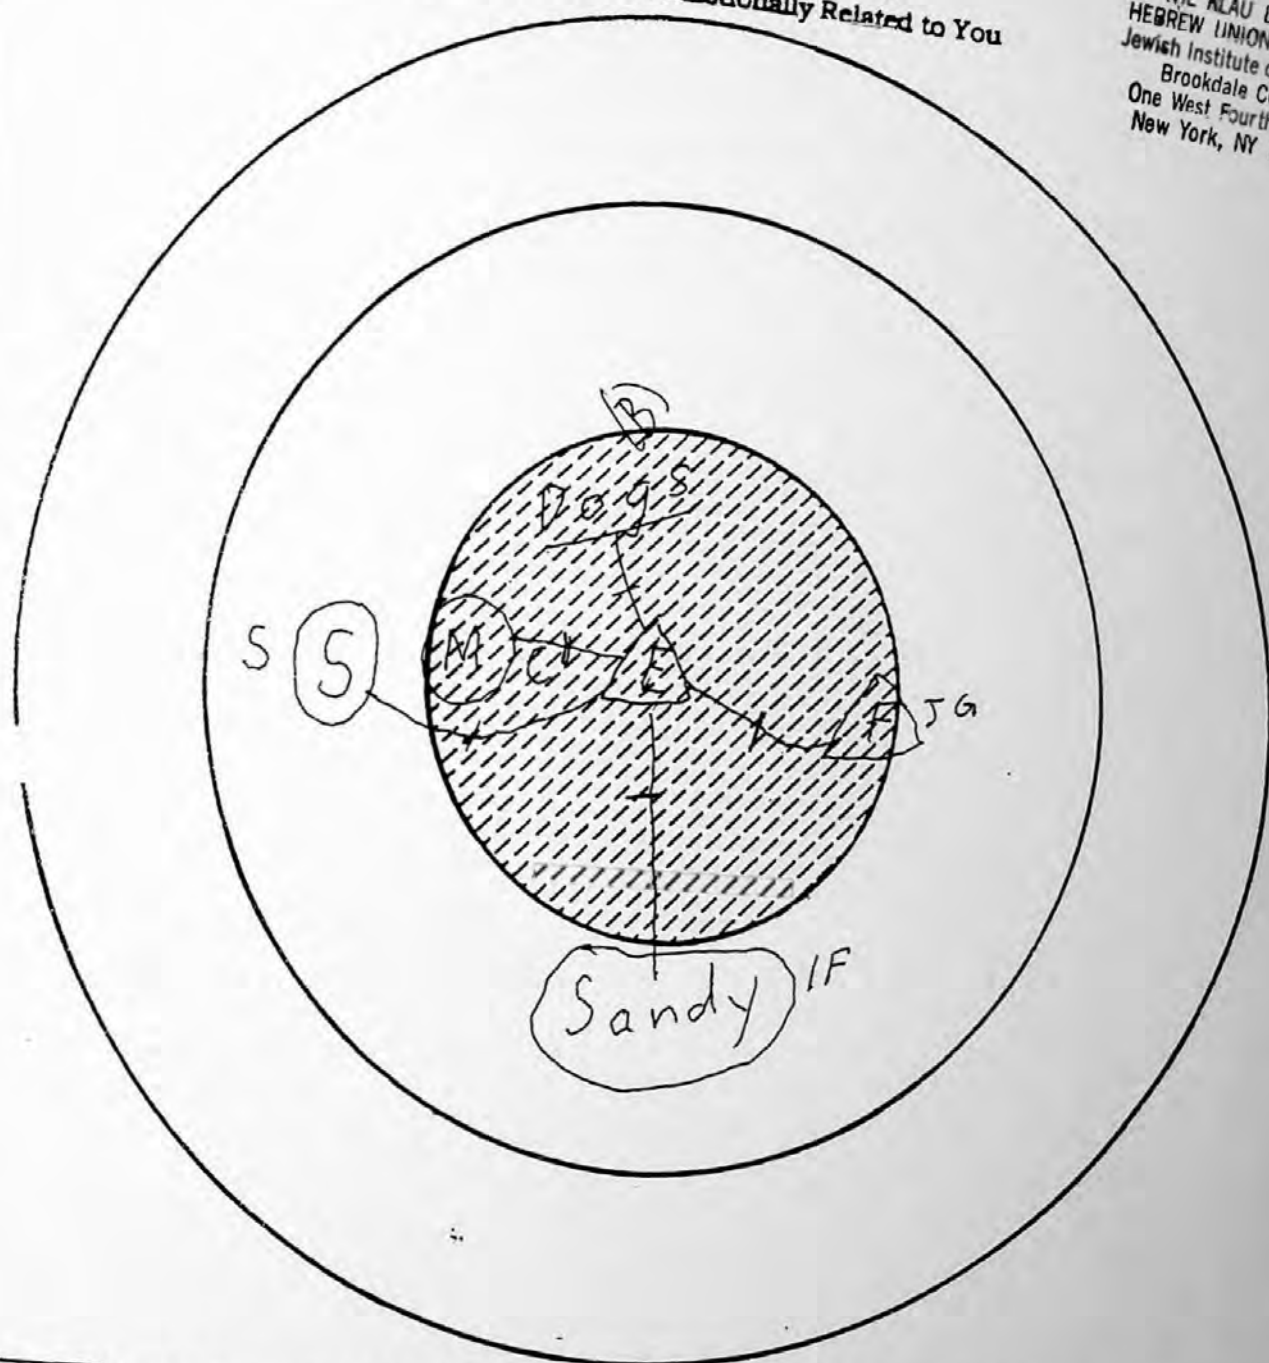 Related to You
HEBREW UNION
Jewish Institute
Brookdale
One West Fourth
New York, NY
B
Dogs
S
S
M
C
E
F
JG
Sandy
IF